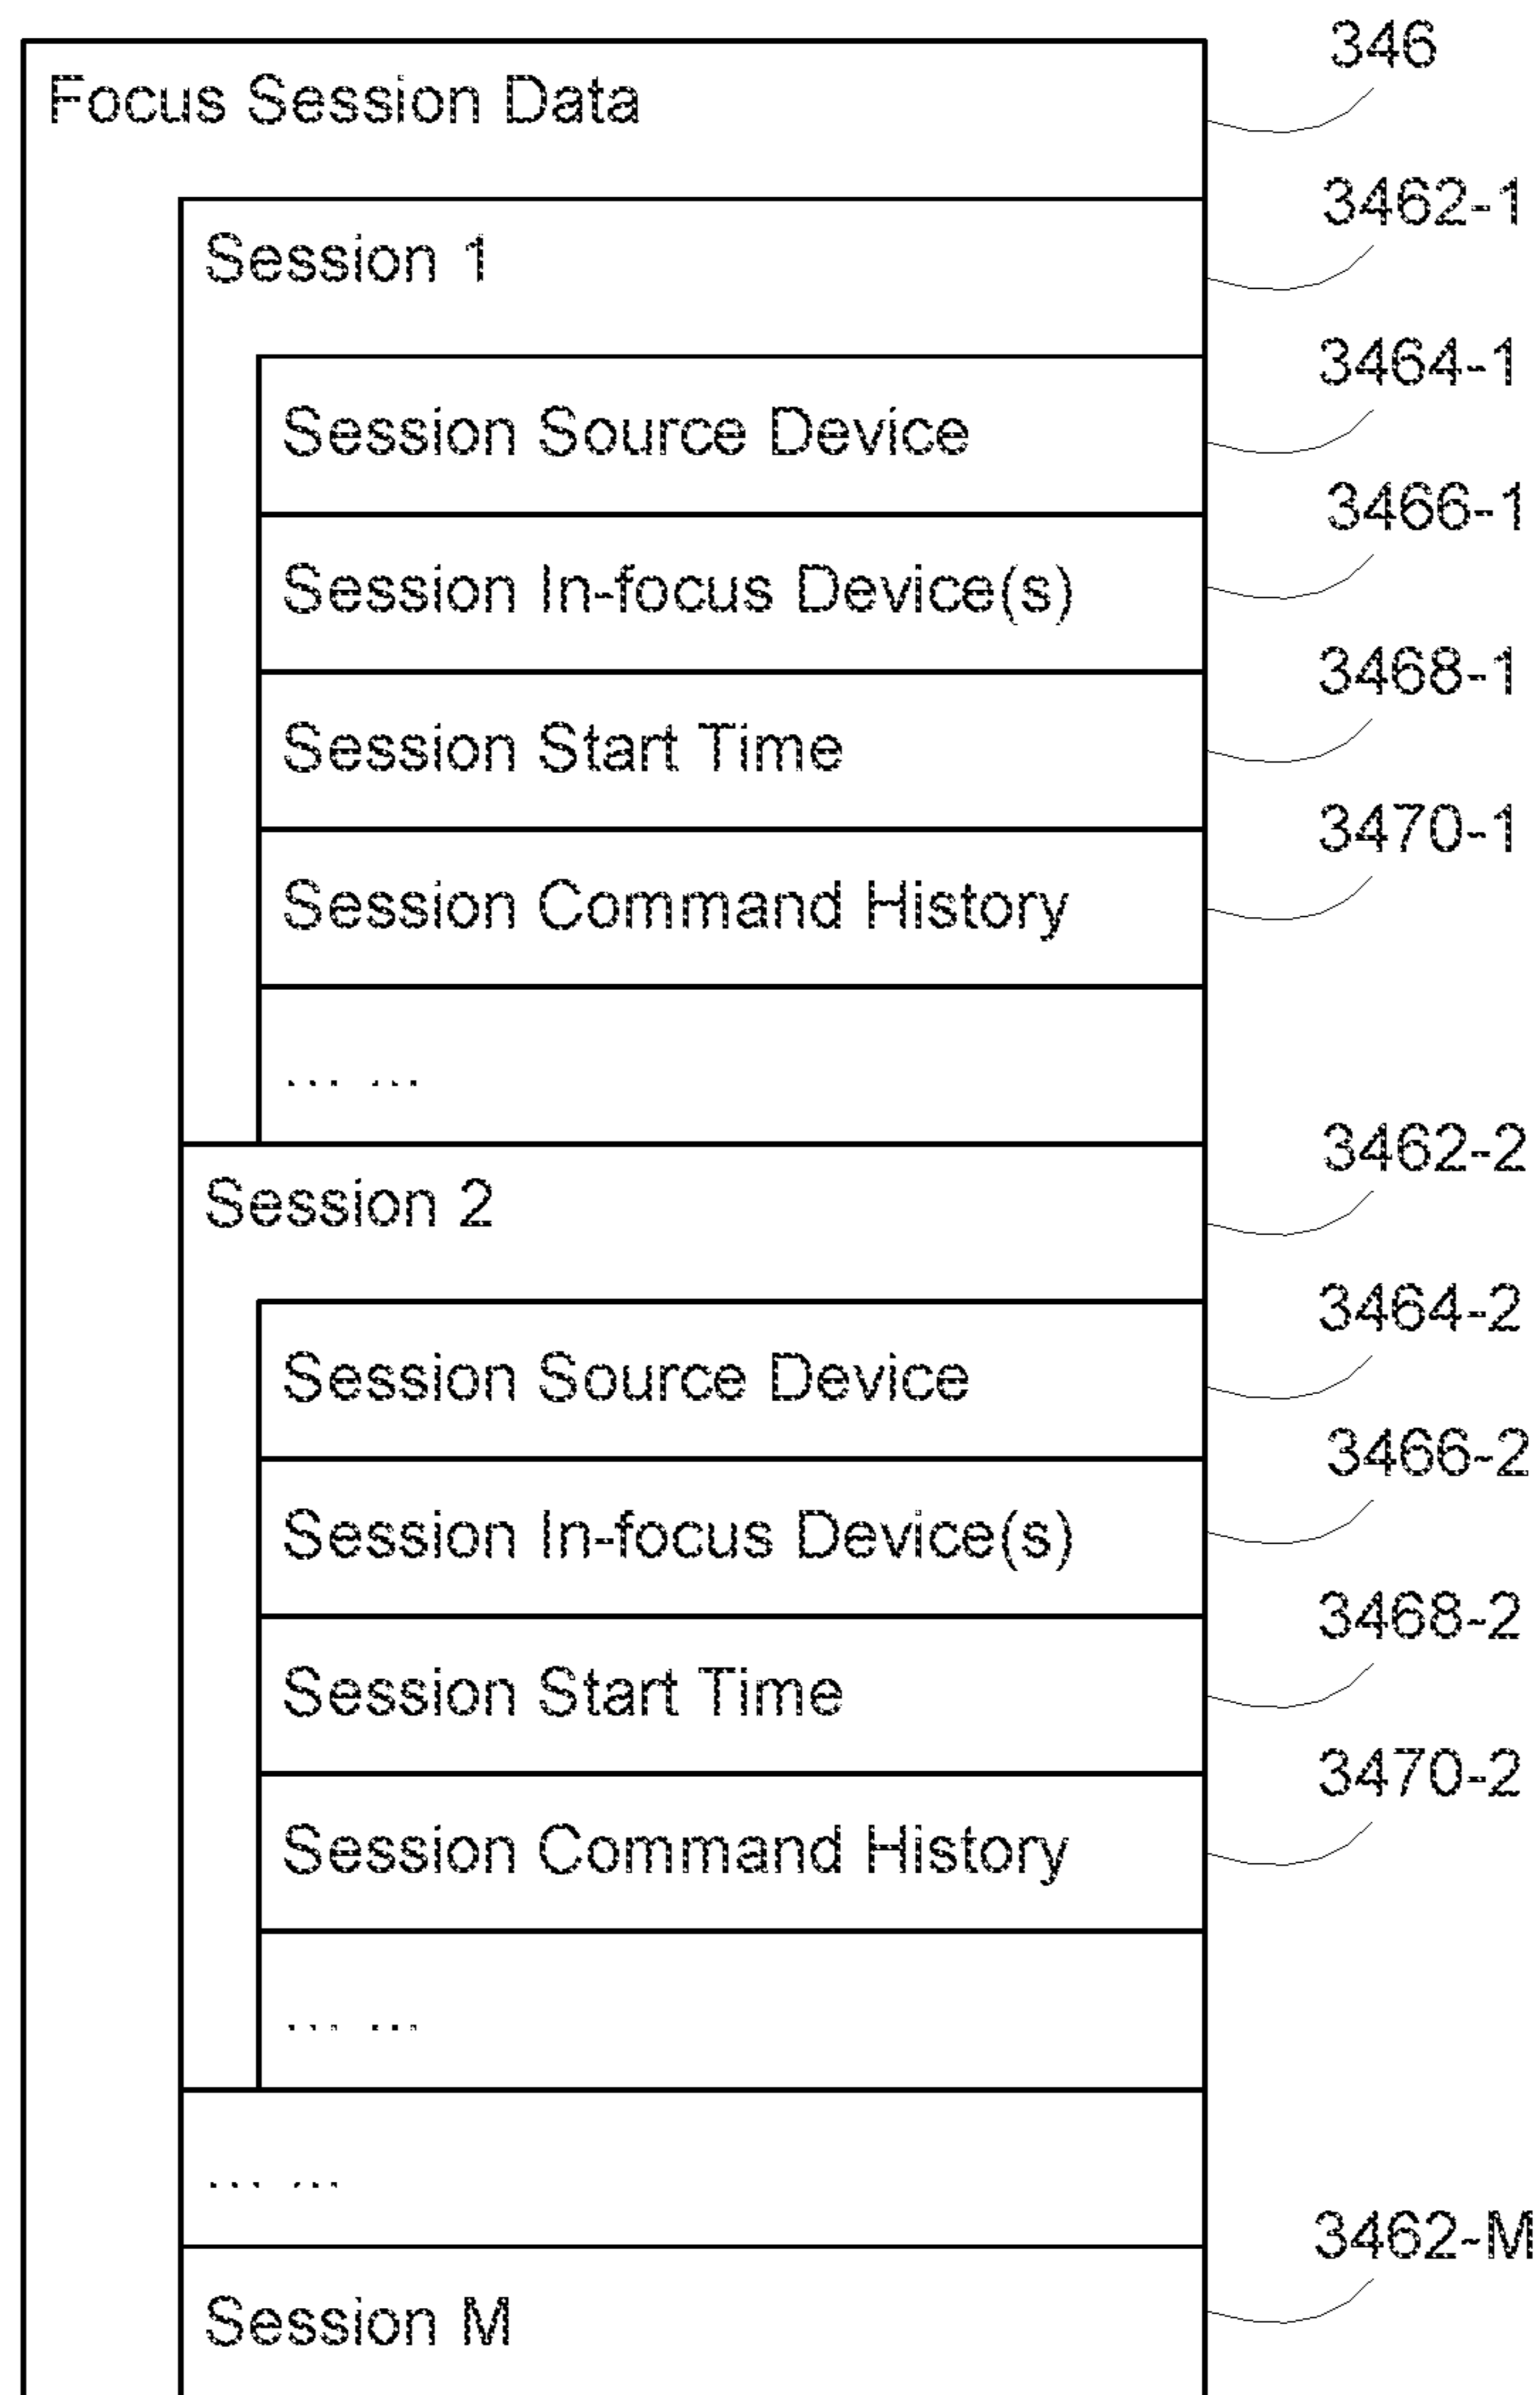 346
Focus Session Data
3462-1
Session 1
3464-1
Session Source Device
3466-1
Session In-focus Device(s)
3468-1
Session Start Time
3470-1
Session Command History
... ...
3462-2
Session 2
3464-2
Session Source Device
3466-2
Session In-focus Device(s)
3468-2
Session Start Time
3470-2
Session Command History
... ...
... ...
3462-M
Session M